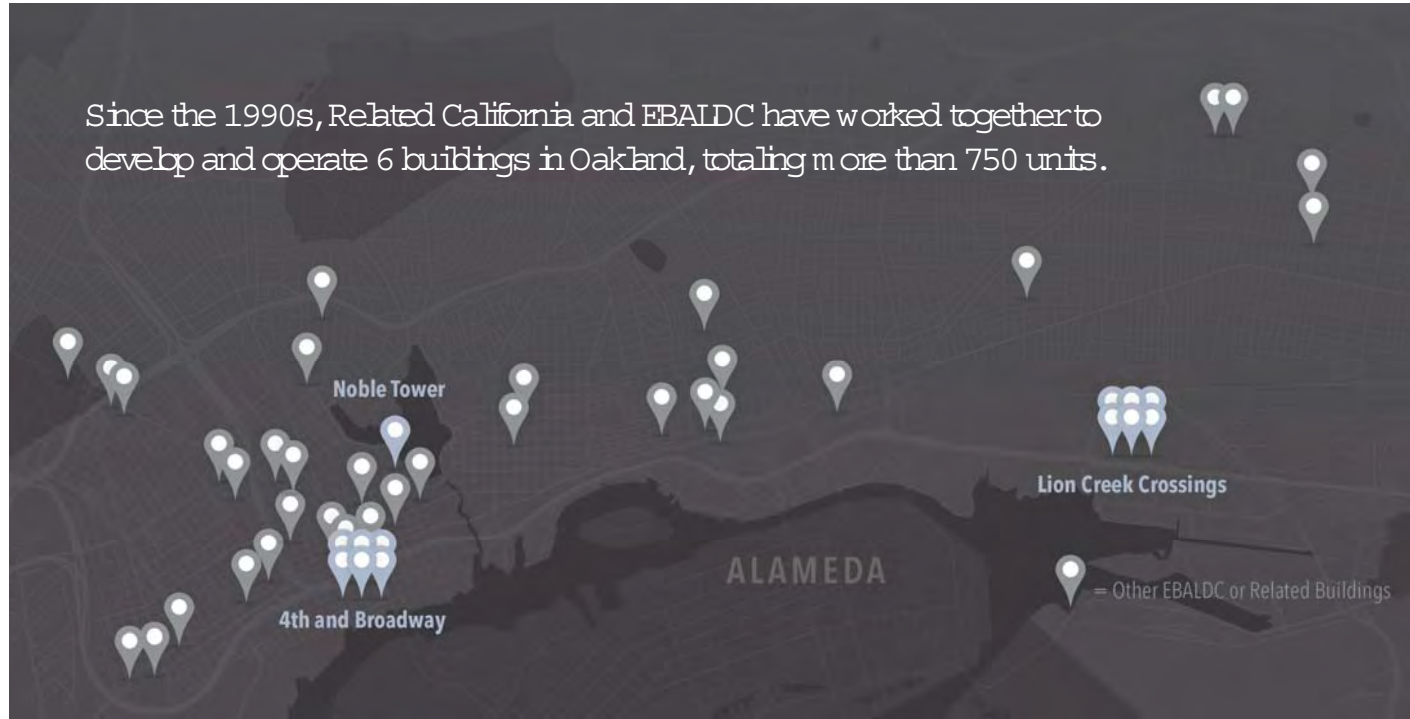 Since the 1990s, Related California and EBALDC have worked together to
develop and operate 6 buildings in Oakland, totaling more than 750 units.
Noble Tower
Lion Creek Crossings
ALAMEDA
= Other EBALDC or Related Buildings
4th and Broadway